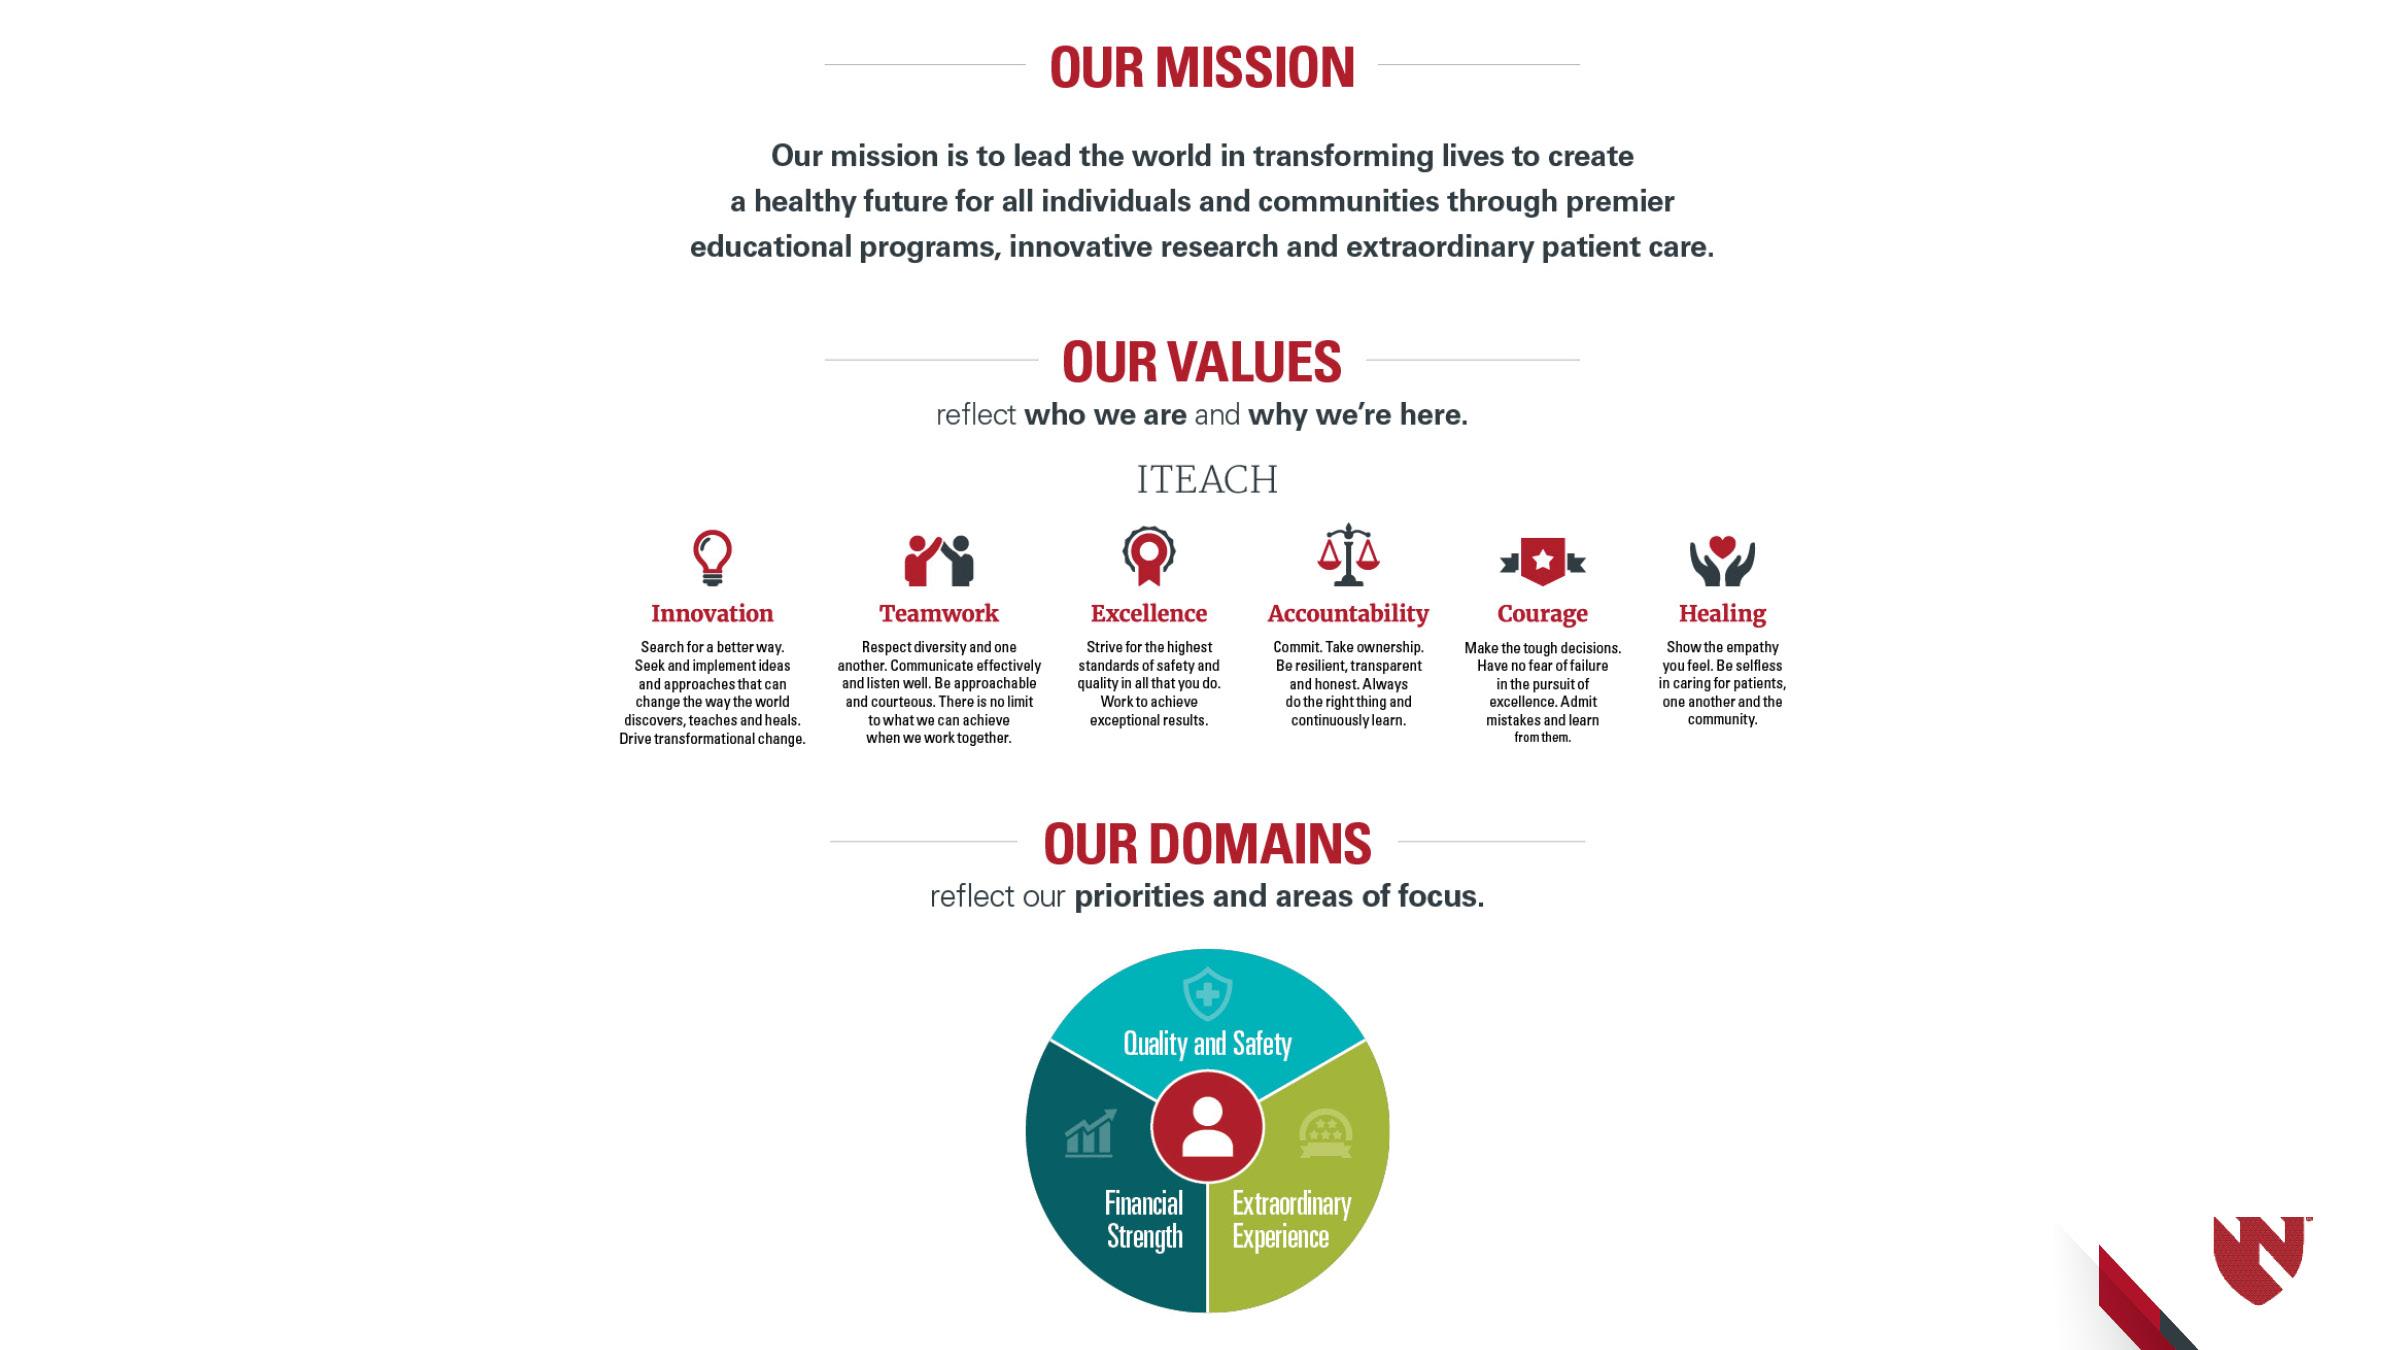 OUR MISSION
Our mission is to lead the world in transforming lives to create
a healthy future for all individuals and communities through premier
educational programs, innovative research and extraordinary patient care.
OUR VALUES
reflect who we are and why we're here.
ITEACH
Innovation
Search for a better way.
Seek and implement ideas
and approaches that can
change the way the world
discovers, teaches and heals.
Drive transformational change.
Teamwork
Respect diversity and one
another. Communicate effectively
and listen well. Be approachable
and courteous. There is no limit
to what we can achieve
when we work together.
Excellence
Strive for the highest
standards of safety and
quality in all that you do.
Work to achieve
exceptional results.
Accountability
Commit. Take ownership.
Be resilient, transparent
and honest. Always
do the right thing and
continuously learn.
Courage
Make the tough decisions.
Have no fear of failure
in the pursuit of
excellence. Admit
mistakes and learn
from them.
Healing
Show the empathy
you feel. Be selfless
in caring for patients,
one another and the
community.
OUR DOMAINS
reflect our priorities and areas of focus.
Quality and Safety
Financial
Strength
Extraordinary
Experience
N